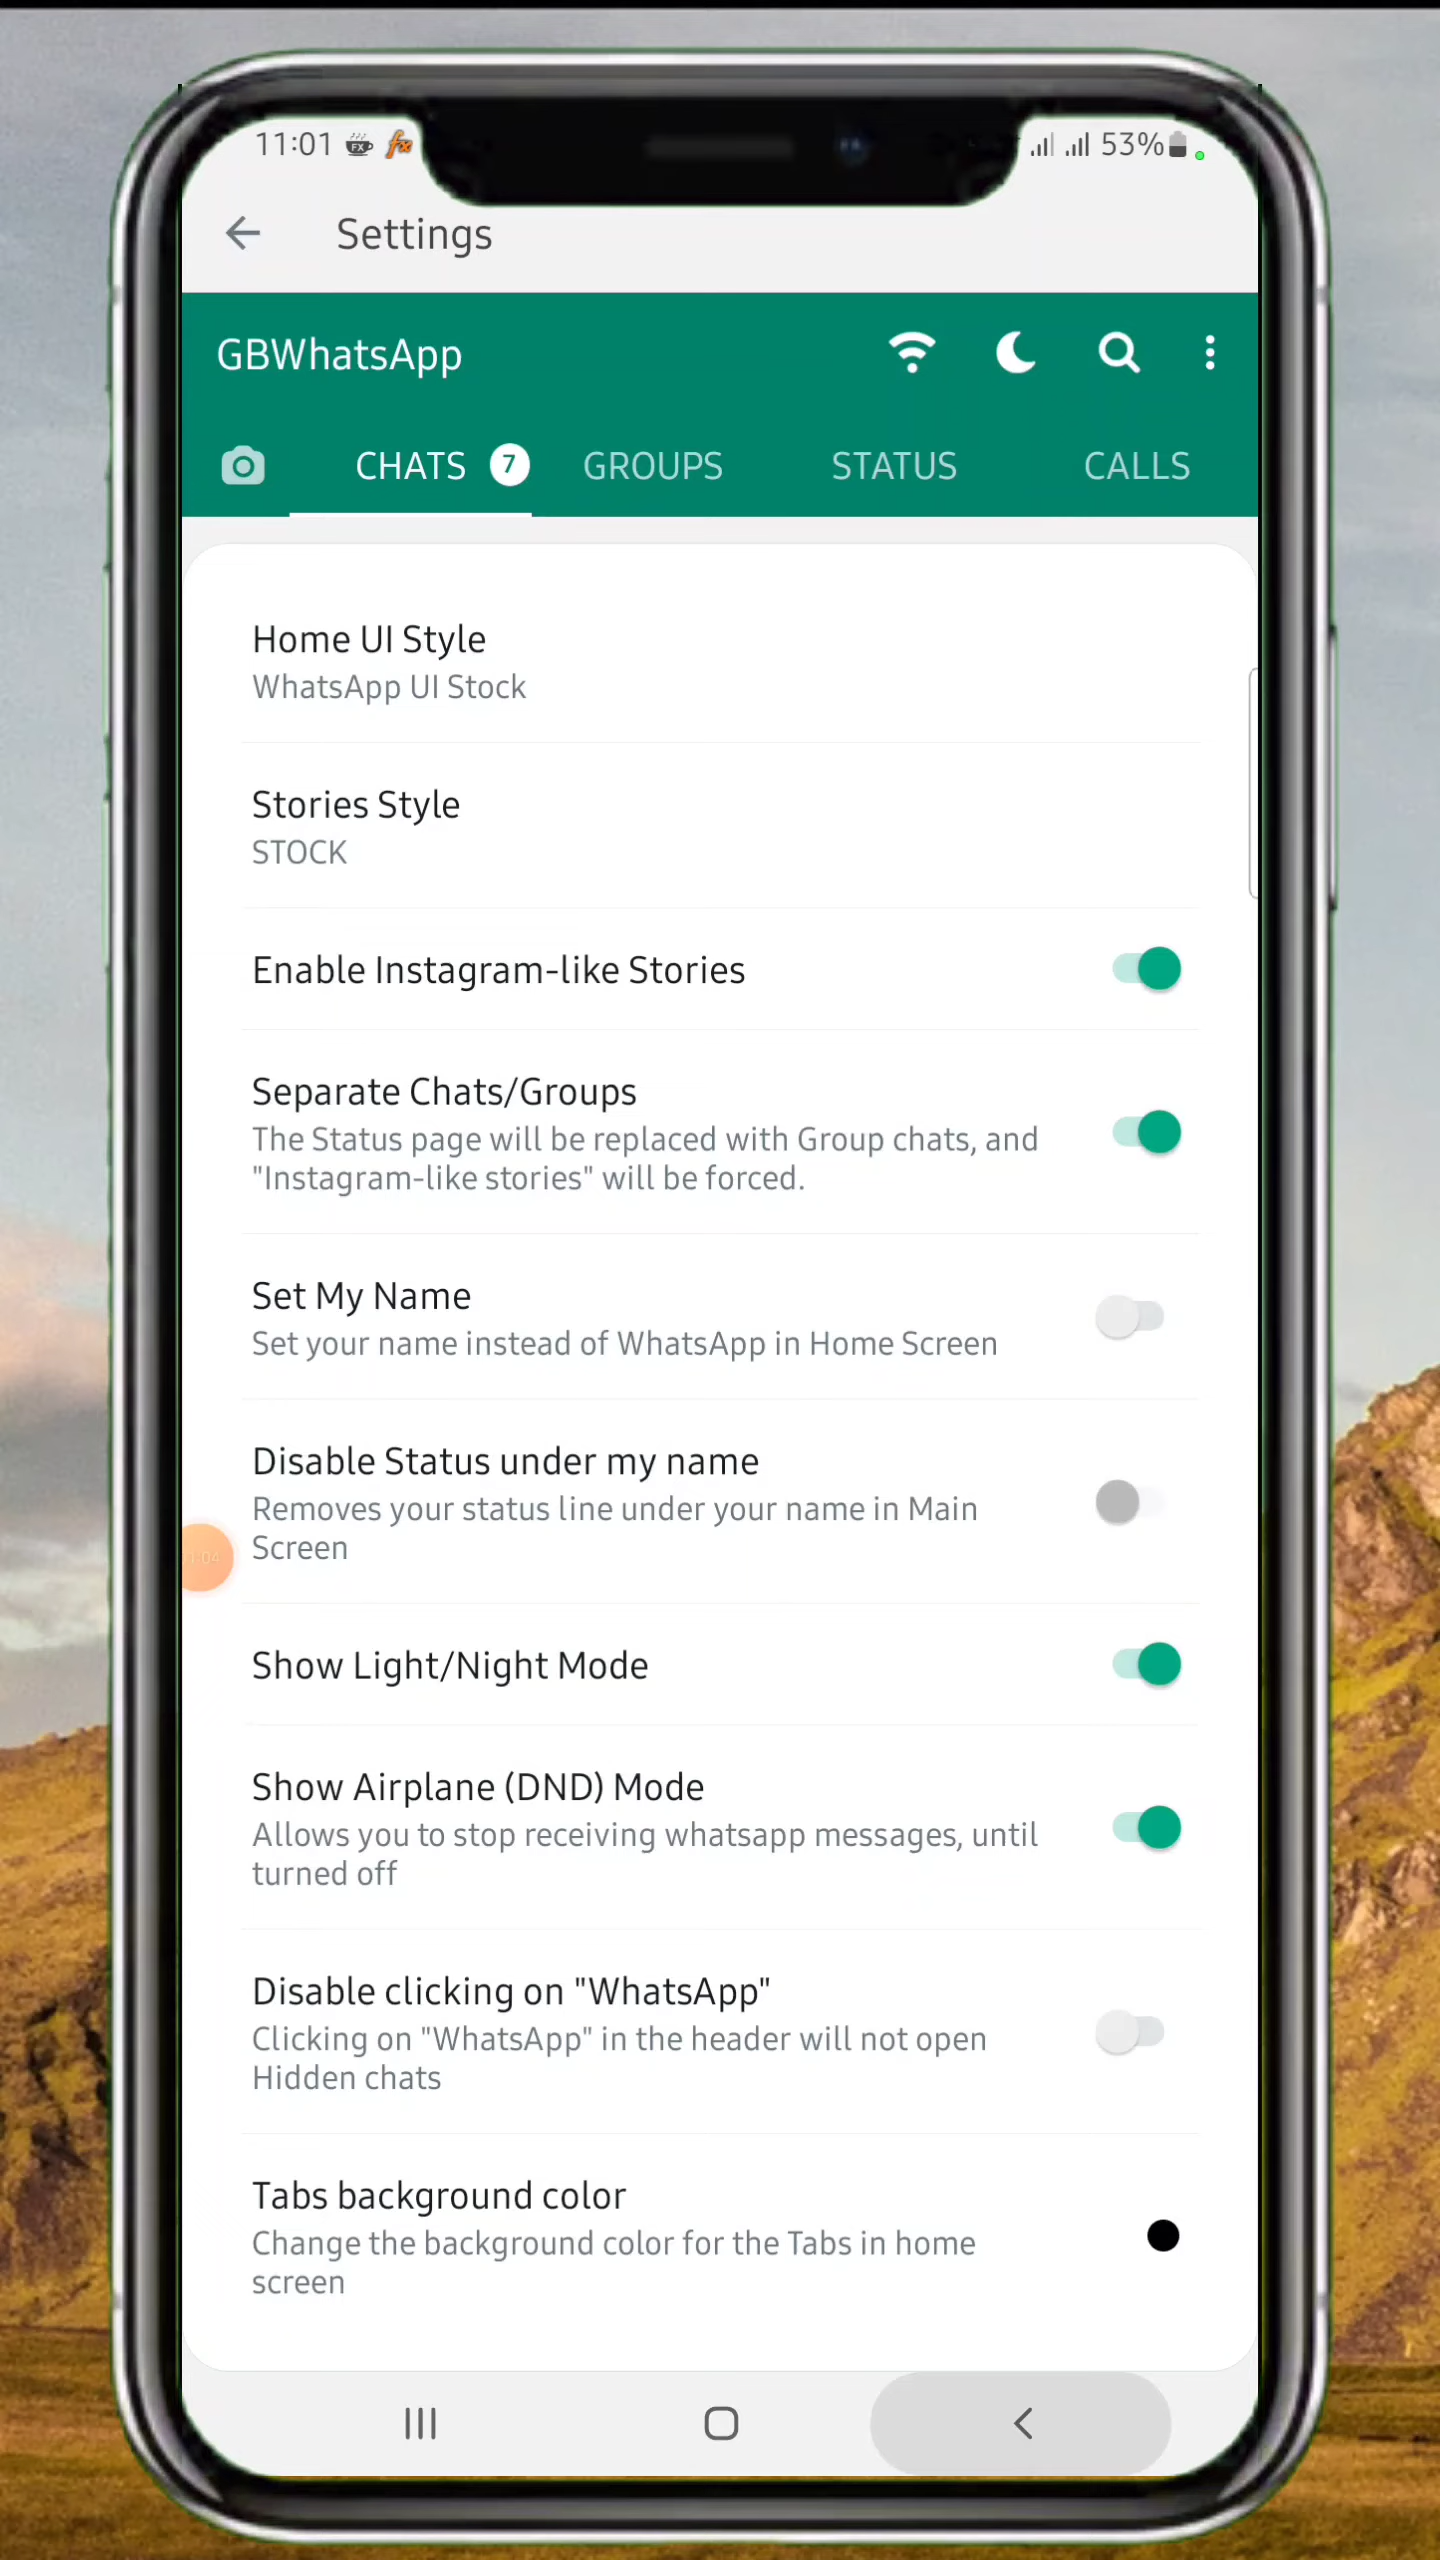 11:01
53%
Settings
GBWhatsApp
CHATS 7 GROUPS STATUS CALLS
Home UI Style
WhatsApp UI Stock
Stories Style
STOCK
Enable Instagram-like Stories
Separate Chats/Groups
The Status page will be replaced with Group chats, and
"Instagram-like stories" will be forced.
Set My Name
Set your name instead of WhatsApp in Home Screen
Disable Status under my name
Removes your status line under your name in Main
Screen
Show Light/Night Mode
Show Airplane (DND) Mode
Allows you to stop receiving whatsapp messages, until
turned off
Disable clicking on "WhatsApp"
Clicking on "WhatsApp" in the header will not open
Hidden chats
Tabs background color
Change the background color for the Tabs in home
screen